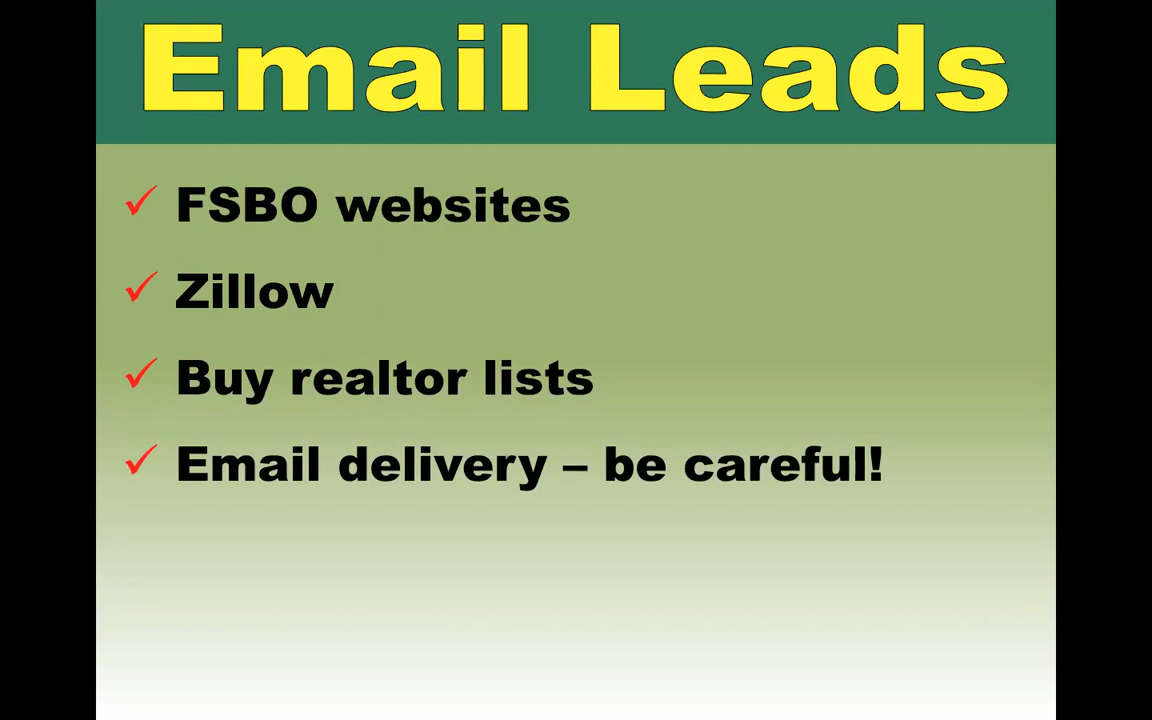 Email Leads
FSBO websites
Zillow
Buy realtor lists
Email delivery – be careful!